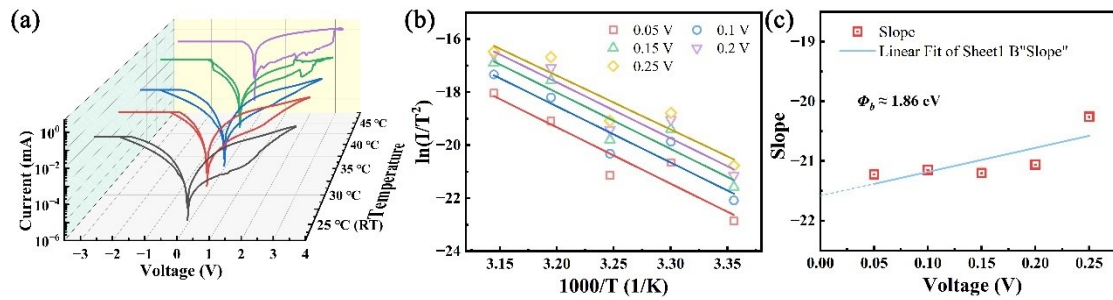 (a)
10⁰
10⁻²
10⁻⁴
10⁻⁶
Current (mA)
−3 −2 −1 0 1 2 3 4
Voltage (V)
25 °C (RT)
30 °C
35 °C
40 °C
45 °C
Temperature
(b)
0.05 V 0.1 V
0.15 V 0.2 V
0.25 V
−16
−18
−20
−22
−24
ln(I/T²)
3.15 3.20 3.25 3.30 3.35
1000/T (1/K)
(c)
Slope
Linear Fit of Sheet1 B"Slope"
Φb ≈ 1.86 eV
−19
−20
−21
−22
Slope
0.00 0.05 0.10 0.15 0.20 0.25
Voltage (V)